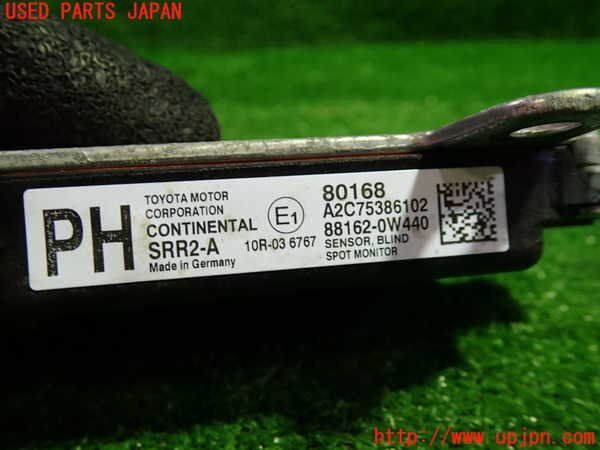 USED PARTS JAPAN
PH
TOYOTA MOTOR
CORPORATION
CONTINENTAL
SRR2-A
Made in Germany
E1
10R-03 6767
80168
A2C75386102
88162-0W440
SENSOR, BLIND
SPOT MONITOR
http://www.upjpn.com/